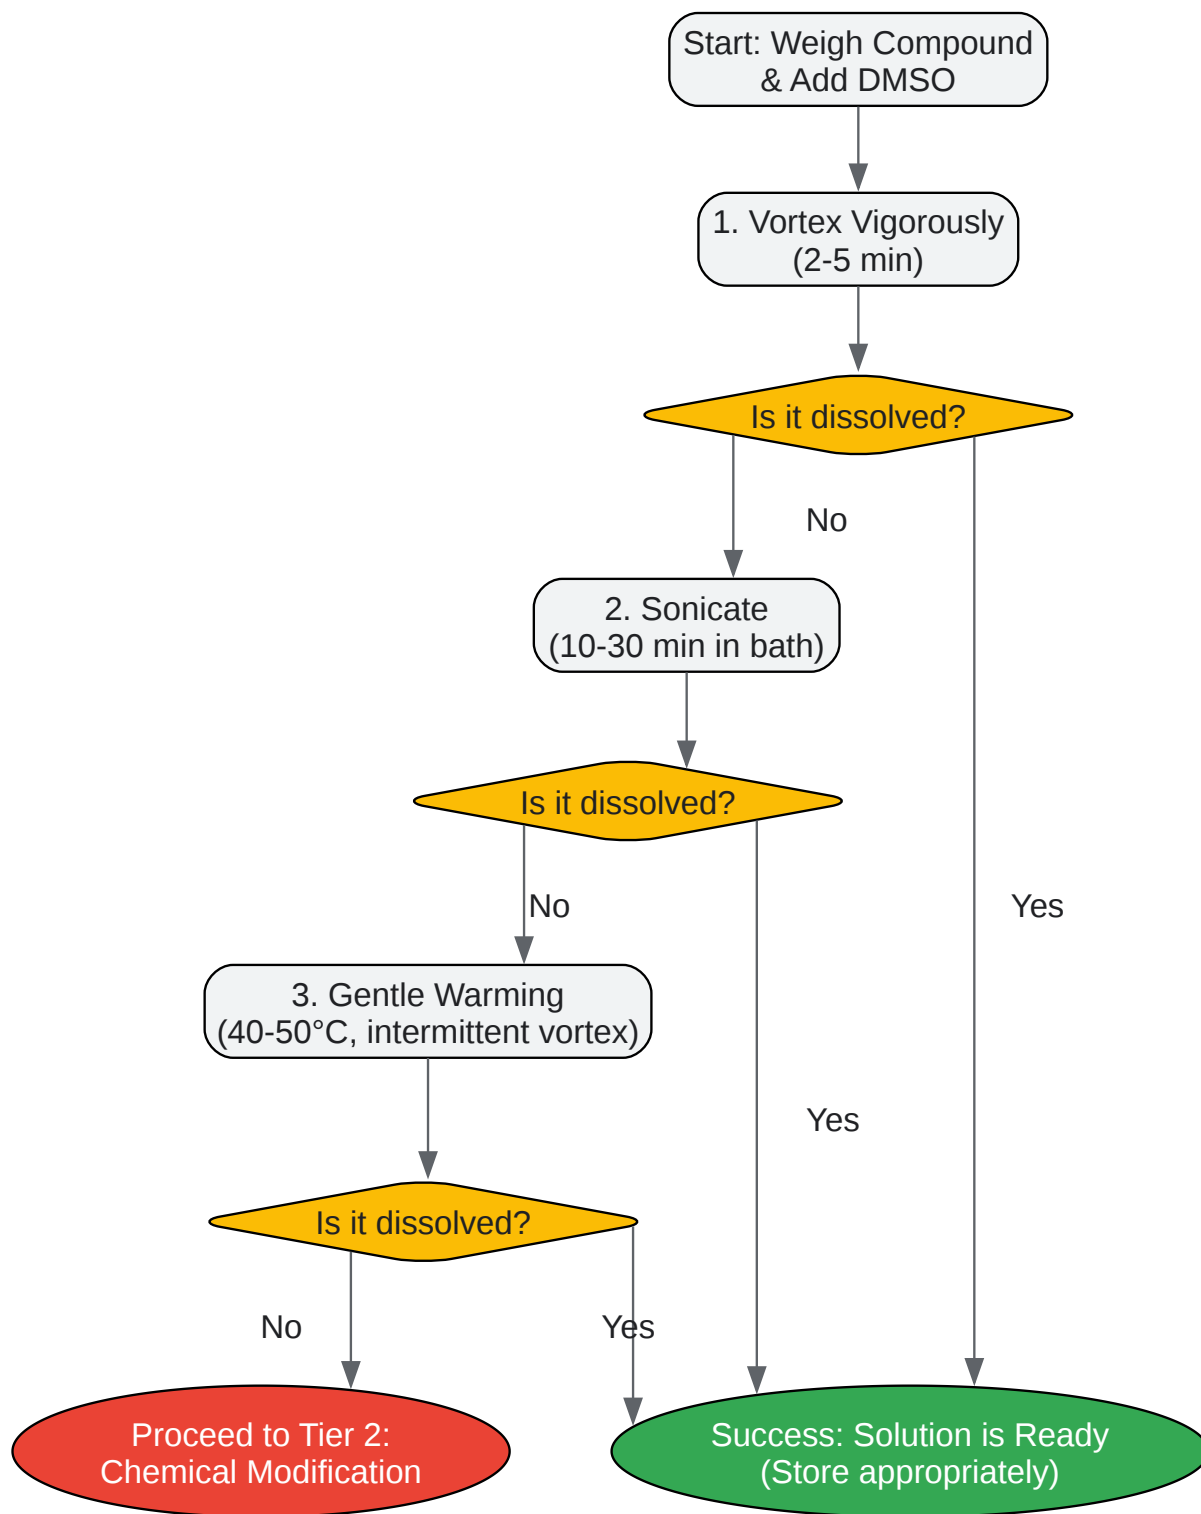 Start: Weigh Compound
& Add DMSO
1. Vortex Vigorously
(2-5 min)
Is it dissolved?
No
2. Sonicate
(10-30 min in bath)
Is it dissolved?
No
Yes
3. Gentle Warming
(40-50°C, intermittent vortex)
Yes
Is it dissolved?
No
Yes
Proceed to Tier 2:
Chemical Modification
Success: Solution is Ready
(Store appropriately)